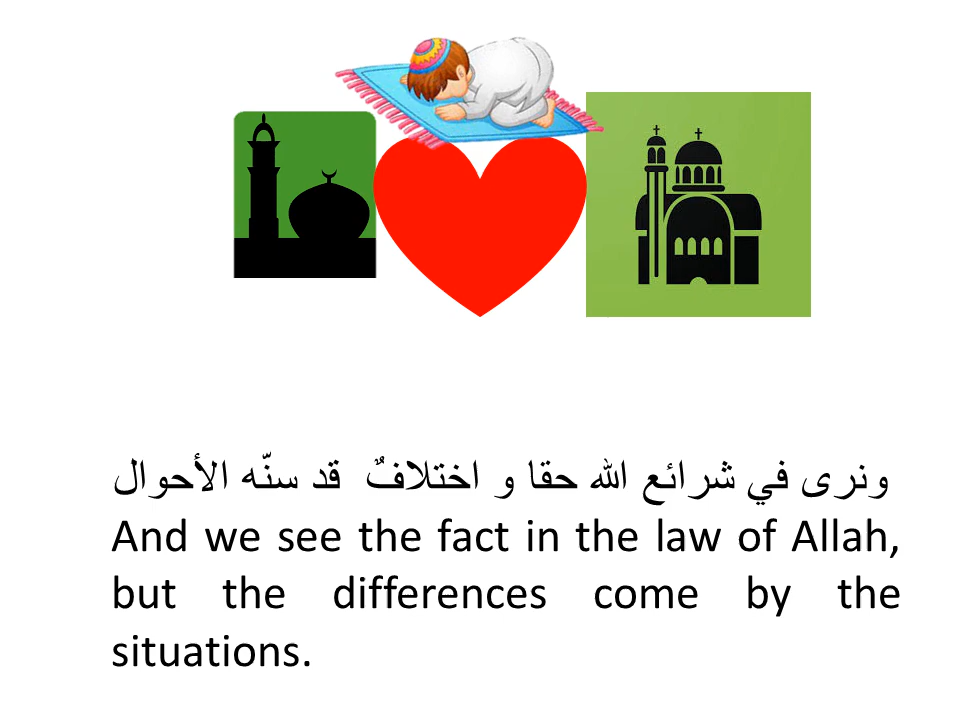 ونرى في شرائع الله حقا و اختلافٌ قد سنّه الأحوال
And we see the fact in the law of Allah,
but the differences come by the
situations.